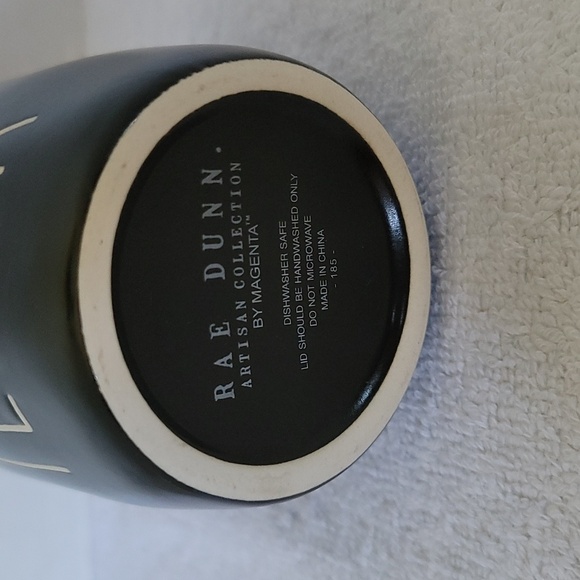 RAE DUNN.
ARTISAN COLLECTION
BY MAGENTA™
DISHWASHER SAFE
LID SHOULD BE HANDWASHED ONLY
DO NOT MICROWAVE
MADE IN CHINA
- 185 -